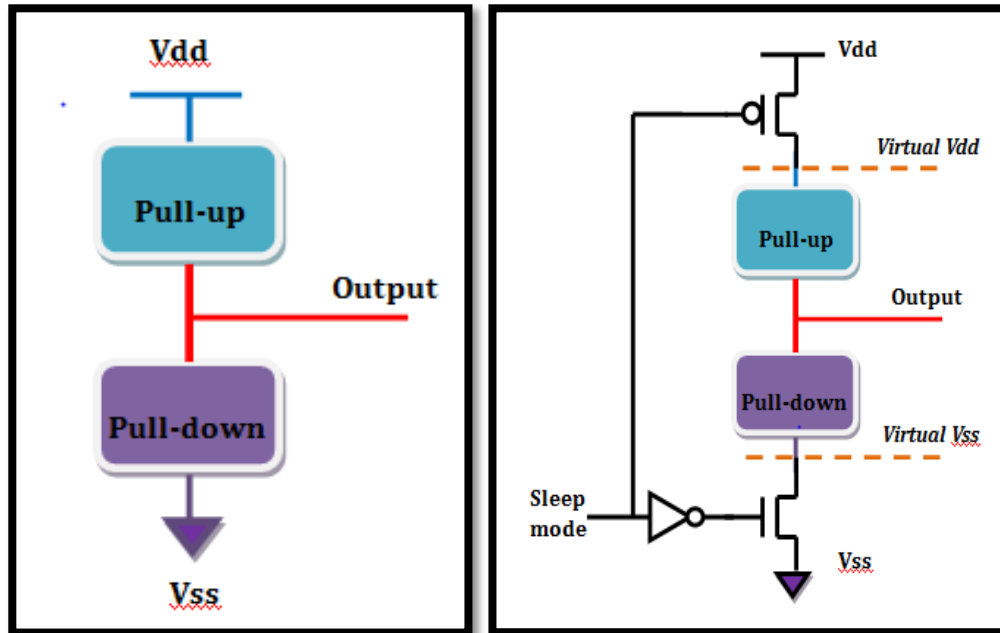 Vdd
Pull-up
Output
Pull-down
Vss
Vdd
Virtual Vdd
Pull-up
Output
Pull-down
Virtual Vss
Sleep
mode
Vss